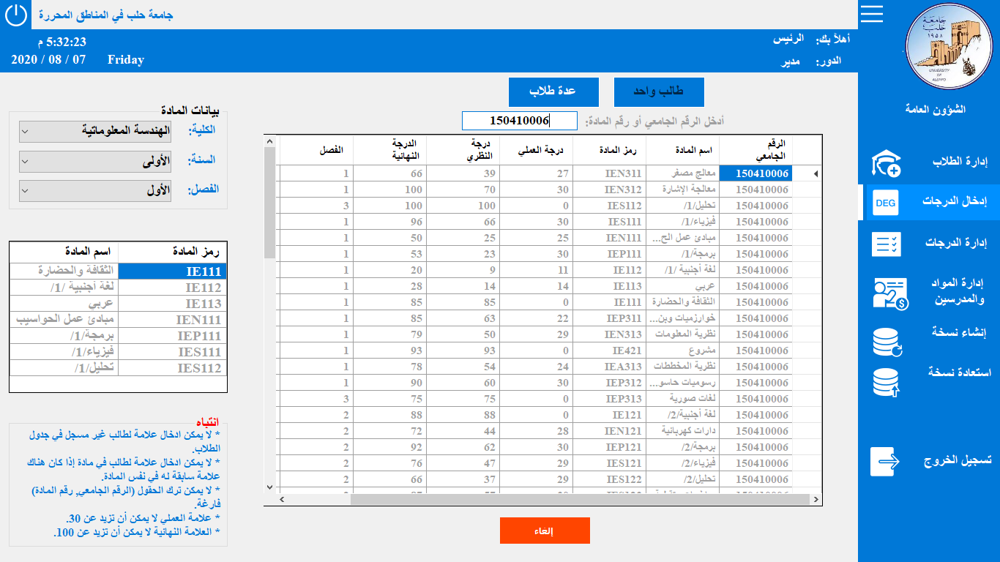 جامعة حلب في المناطق المحررة
جامعة حلب
١٩٥٨
UNIVERSITY
OF
ALEPPO
الشؤون العامة
إدارة الطلاب
DEG
إدخال الدرجات
إدارة الدرجات
إدارة المواد
والمدرسين
إنشاء نسخة
استعادة نسخة
تسجيل الخروج
أهلاً بك: الرئيس
الدور: مدير
5:32:23 م
2020 / 08 / 07 Friday
طالب واحد
عدة طلاب
أدخل الرقم الجامعي أو رقم المادة: 150410006
الرقم الجامعي اسم المادة رمز المادة درجة العملي درجة النظري الدرجة النهائية الفصل
150410006 معالج مصغر IEN311 27 39 66 1
150410006 معالجة الإشارة IEN312 30 70 100 1
150410006 تحليل/1/ IES112 0 100 100 3
150410006 فيزياء/1/ IES111 30 66 96 1
150410006 مبادئ عمل الح... IEN111 25 25 50 1
150410006 برمجة/1/ IEP111 30 23 53 1
150410006 لغة أجنبية /1/ IE112 11 9 20 1
150410006 عربي IE113 14 14 28 1
150410006 الثقافة والحضارة IE111 0 85 85 1
150410006 خوارزميات وبن... IEP311 22 63 85 1
150410006 نظرية المعلومات IEN313 29 50 79 1
150410006 مشروع IE421 0 93 93 1
150410006 نظرية المخططات IEA313 24 54 78 1
150410006 رسوميات حاسو... IEP312 30 60 90 1
150410006 لغات صورية IEP313 0 75 75 3
150410006 لغة أجنبية/2/ IE121 0 88 88 2
150410006 دارات كهربائية IEN121 28 44 72 2
150410006 برمجة/2/ IEP121 30 62 92 2
150410006 فيزياء/2/ IES121 29 47 76 2
150410006 تحليل/2/ IES122 29 37 66 2
إلغاء
بيانات المادة
الكلية: الهندسة المعلوماتية
السنة: الأولى
الفصل: الأول
رمز المادة اسم المادة
IE111 الثقافة والحضارة
IE112 لغة أجنبية /1/
IE113 عربي
IEN111 مبادئ عمل الحواسيب
IEP111 برمجة/1/
IES111 فيزياء/1/
IES112 تحليل/1/
انتباه
* لا يمكن ادخال علامة لطالب غير مسجل في جدول
الطلاب.
* لا يمكن ادخال علامة لطالب في مادة إذا كان هناك
علامة سابقة له في نفس المادة.
* لا يمكن ترك الحقول (الرقم الجامعي, رقم المادة)
فارغة.
* علامة العملي لا يمكن أن تزيد عن 30.
* العلامة النهائية لا يمكن أن تزيد عن 100.